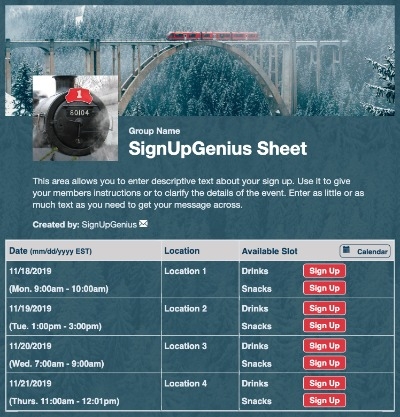 1
80104
Group Name
SignUpGenius Sheet
This area allows you to enter descriptive text about your sign up. Use it to give
your members instructions or to clarify the details of the event. Enter as little or as
much text as you need to get your message across.
Created by: SignUpGenius
Date (mm/dd/yyyy EST) Location Available Slot Calendar
11/18/2019 Location 1 Drinks Sign Up
(Mon. 9:00am - 10:00am) Snacks Sign Up
11/19/2019 Location 2 Drinks Sign Up
(Tue. 1:00pm - 3:00pm) Snacks Sign Up
11/20/2019 Location 3 Drinks Sign Up
(Wed. 7:00am - 9:00am) Snacks Sign Up
11/21/2019 Location 4 Drinks Sign Up
(Thurs. 11:00am - 12:01pm) Snacks Sign Up